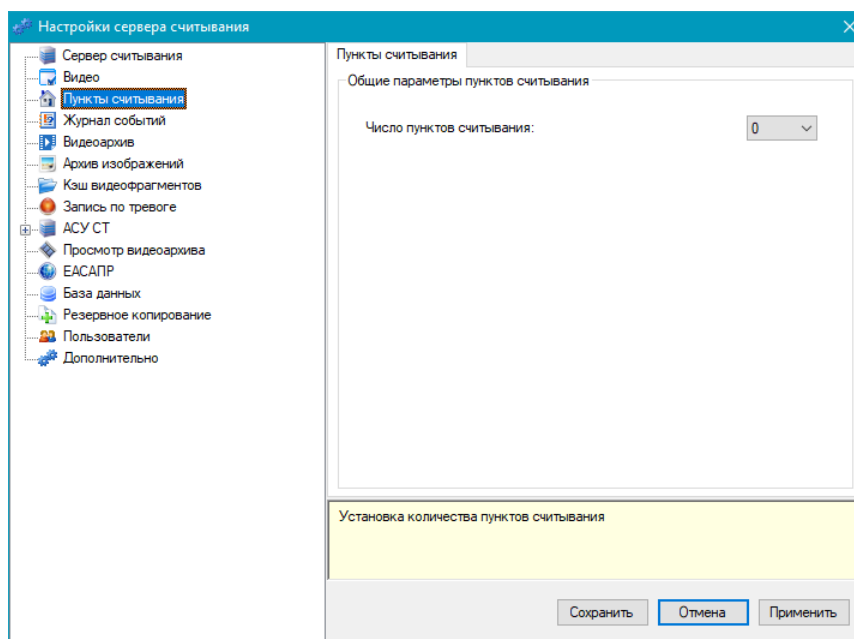 Настройки сервера считывания
Сервер считывания
Видео
Пункты считывания
Журнал событий
Видеоархив
Архив изображений
Кэш видеофрагментов
Запись по тревоге
АСУ СТ
Просмотр видеоархива
ЕАСАПР
База данных
Резервное копирование
Пользователи
Дополнительно
Пункты считывания
Общие параметры пунктов считывания
Число пунктов считывания: 0
Установка количества пунктов считывания
Сохранить Отмена Применить